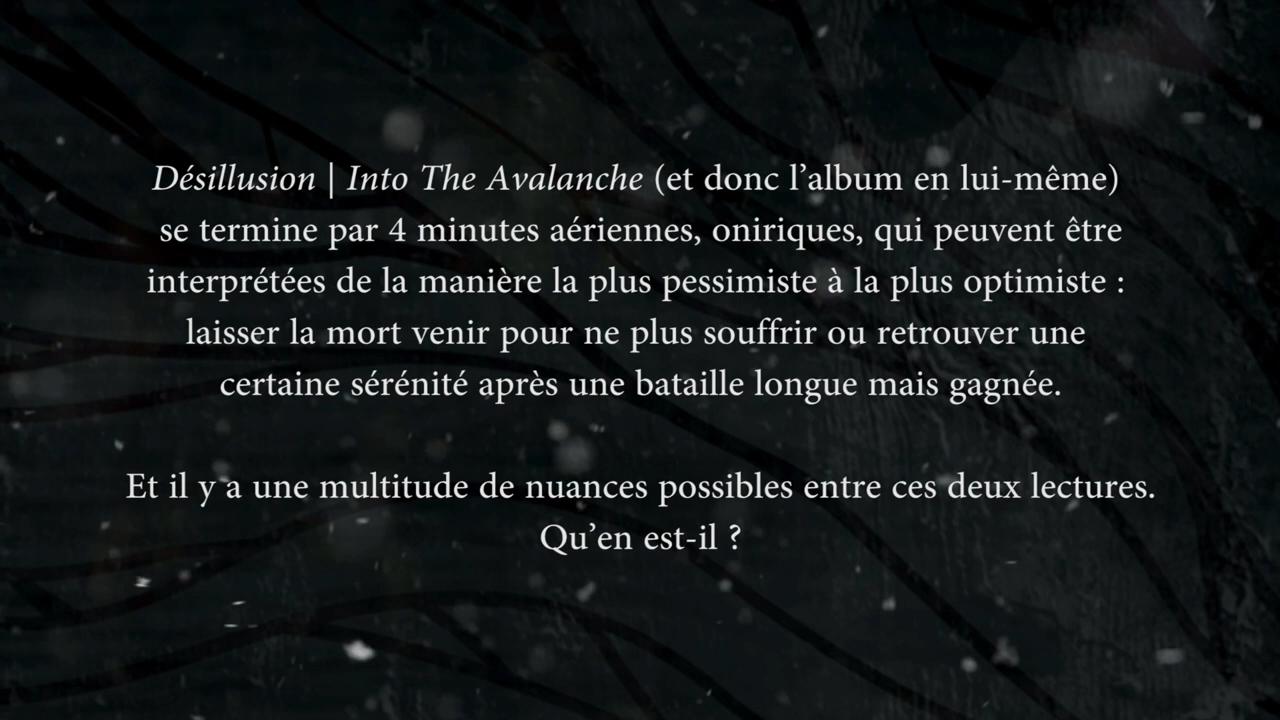 Désillusion | Into The Avalanche (et donc l’album en lui-même)
se termine par 4 minutes aériennes, oniriques, qui peuvent être
interprétées de la manière la plus pessimiste à la plus optimiste :
laisser la mort venir pour ne plus souffrir ou retrouver une
certaine sérénité après une bataille longue mais gagnée.
Et il y a une multitude de nuances possibles entre ces deux lectures.
Qu’en est-il ?